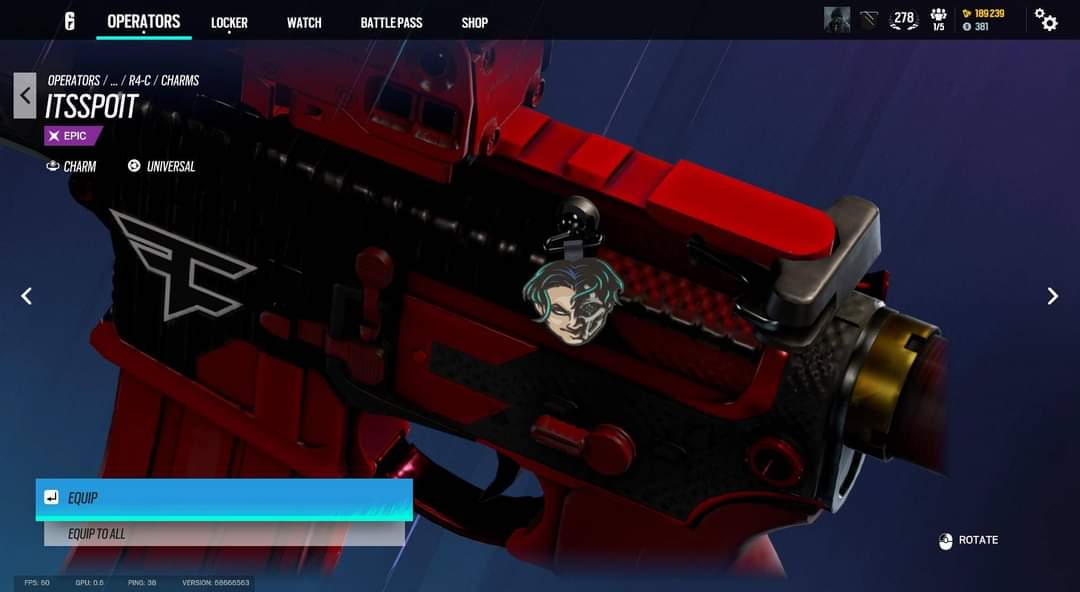 OPERATORS
LOCKER
WATCH
BATTLE PASS
SHOP
278
1/5
189 239
381
OPERATORS / ... / R4-C / CHARMS
ITSSPOIT
EPIC
CHARM
UNIVERSAL
EQUIP
EQUIP TO ALL
ROTATE
FPS: 60 GPU: 0.6 PING: 38 VERSION: 68666563